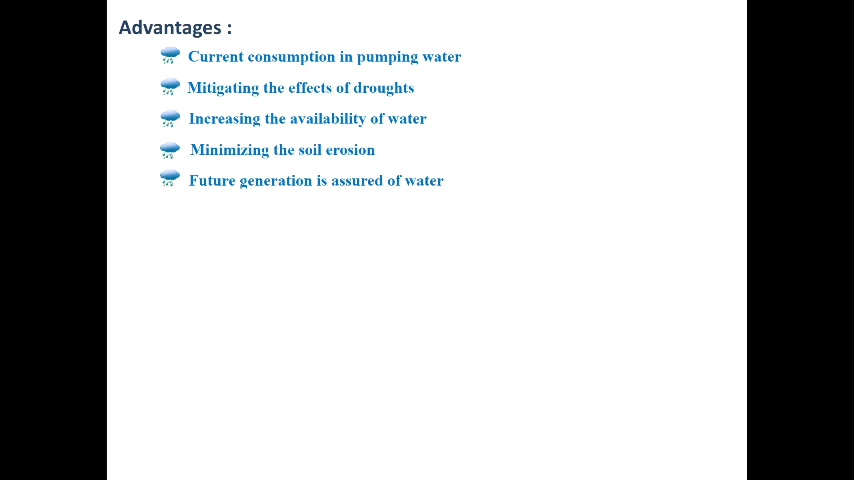 Advantages :
Current consumption in pumping water
Mitigating the effects of droughts
Increasing the availability of water
Minimizing the soil erosion
Future generation is assured of water